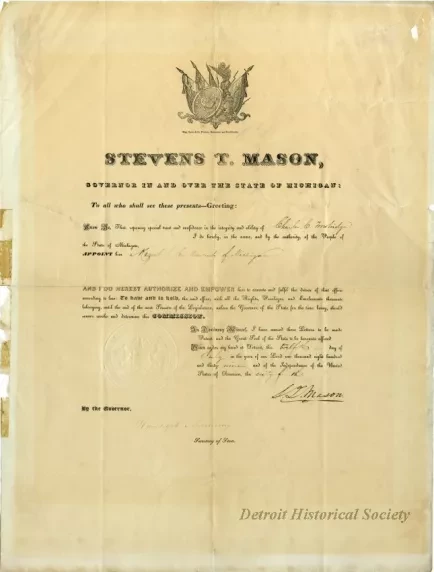 STEVENS T. MASON,
GOVERNOR IN AND OVER THE STATE OF MICHIGAN:
To all who shall see these presents—Greeting:
Know Ye, That reposing special trust and confidence in the integrity and ability of Charles C. Trowbridge
I do hereby, in the name, and by the authority, of the People of
the State of Michigan,
APPOINT him of Michigan
AND I DO HEREBY AUTHORIZE AND EMPOWER him to execute and fulfil the duties of that office
according to law: To have and to hold, the said office, with all the Rights, Privileges and Emoluments thereunto
belonging, until the end of the next Session of the Legislature, unless the Governor of the State for the time being, should
sooner revoke and determine this COMMISSION.
In Testimony Whereof, I have caused these Letters to be made
Patent and the Great Seal of the State to be hereunto affixed.
Given under my hand at Detroit, the day of
in the year of our Lord one thousand eight hundred
and thirty and of the Independence of the United
States of America, the
S. T. Mason
By the Governor,
Secretary of State.
Detroit Historical Society